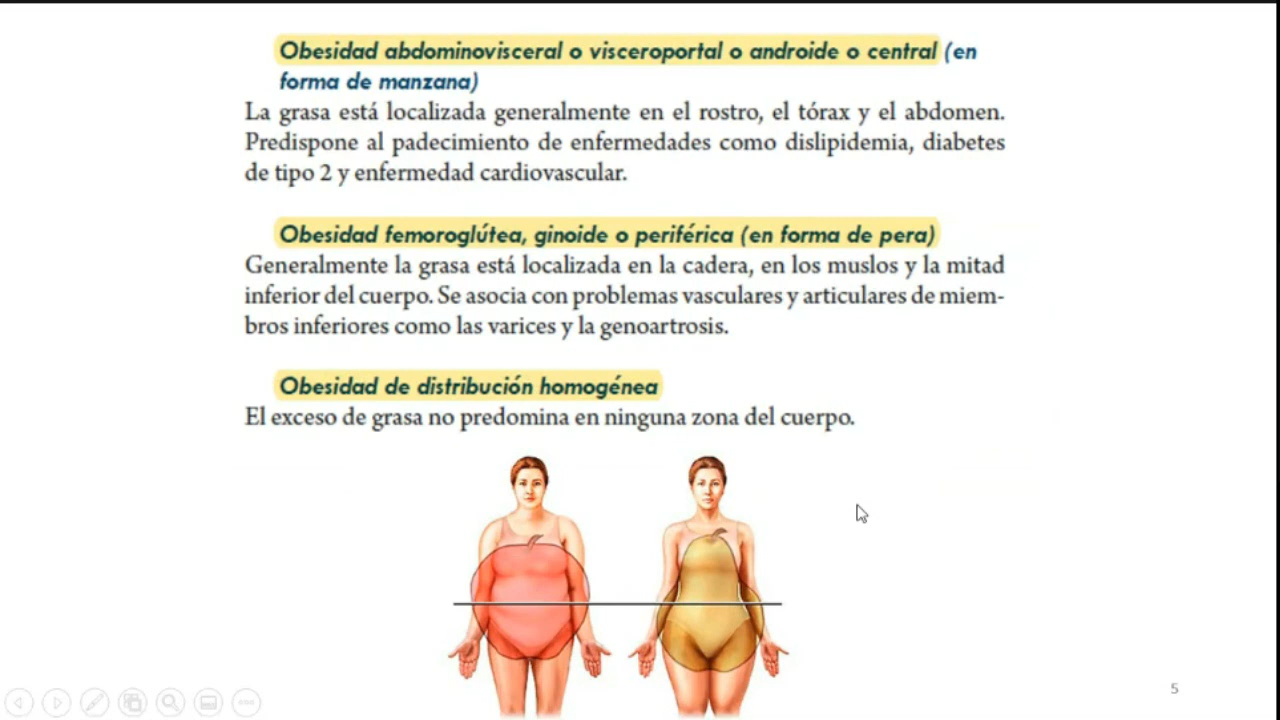 Obesidad abdominovisceral o visceroportal o androide o central (en
forma de manzana)
La grasa está localizada generalmente en el rostro, el tórax y el abdomen.
Predispone al padecimiento de enfermedades como dislipidemia, diabetes
de tipo 2 y enfermedad cardiovascular.
Obesidad femoroglútea, ginoide o periférica (en forma de pera)
Generalmente la grasa está localizada en la cadera, en los muslos y la mitad
inferior del cuerpo. Se asocia con problemas vasculares y articulares de miem-
bros inferiores como las varices y la genoartrosis.
Obesidad de distribución homogénea
El exceso de grasa no predomina en ninguna zona del cuerpo.
5